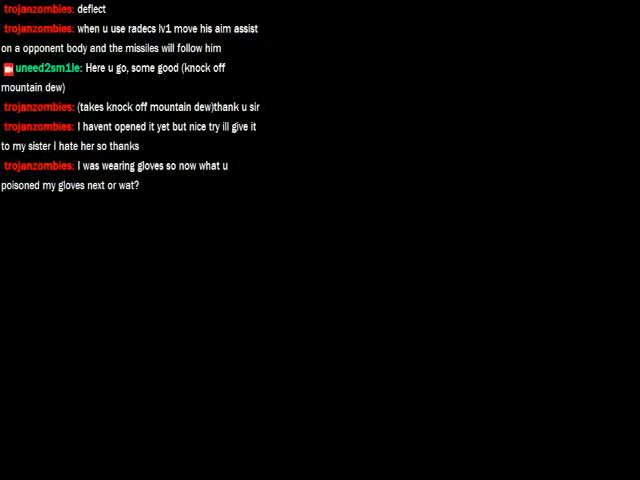 trojanzombies: deflect
trojanzombies: when u use radecs lv1 move his aim assist
on a opponent body and the missiles will follow him
uneed2sm1le: Here u go, some good (knock off
mountain dew)
trojanzombies: (takes knock off mountain dew)thank u sir
trojanzombies: I havent opened it yet but nice try ill give it
to my sister I hate her so thanks
trojanzombies: I was wearing gloves so now what u
poisoned my gloves next or wat?